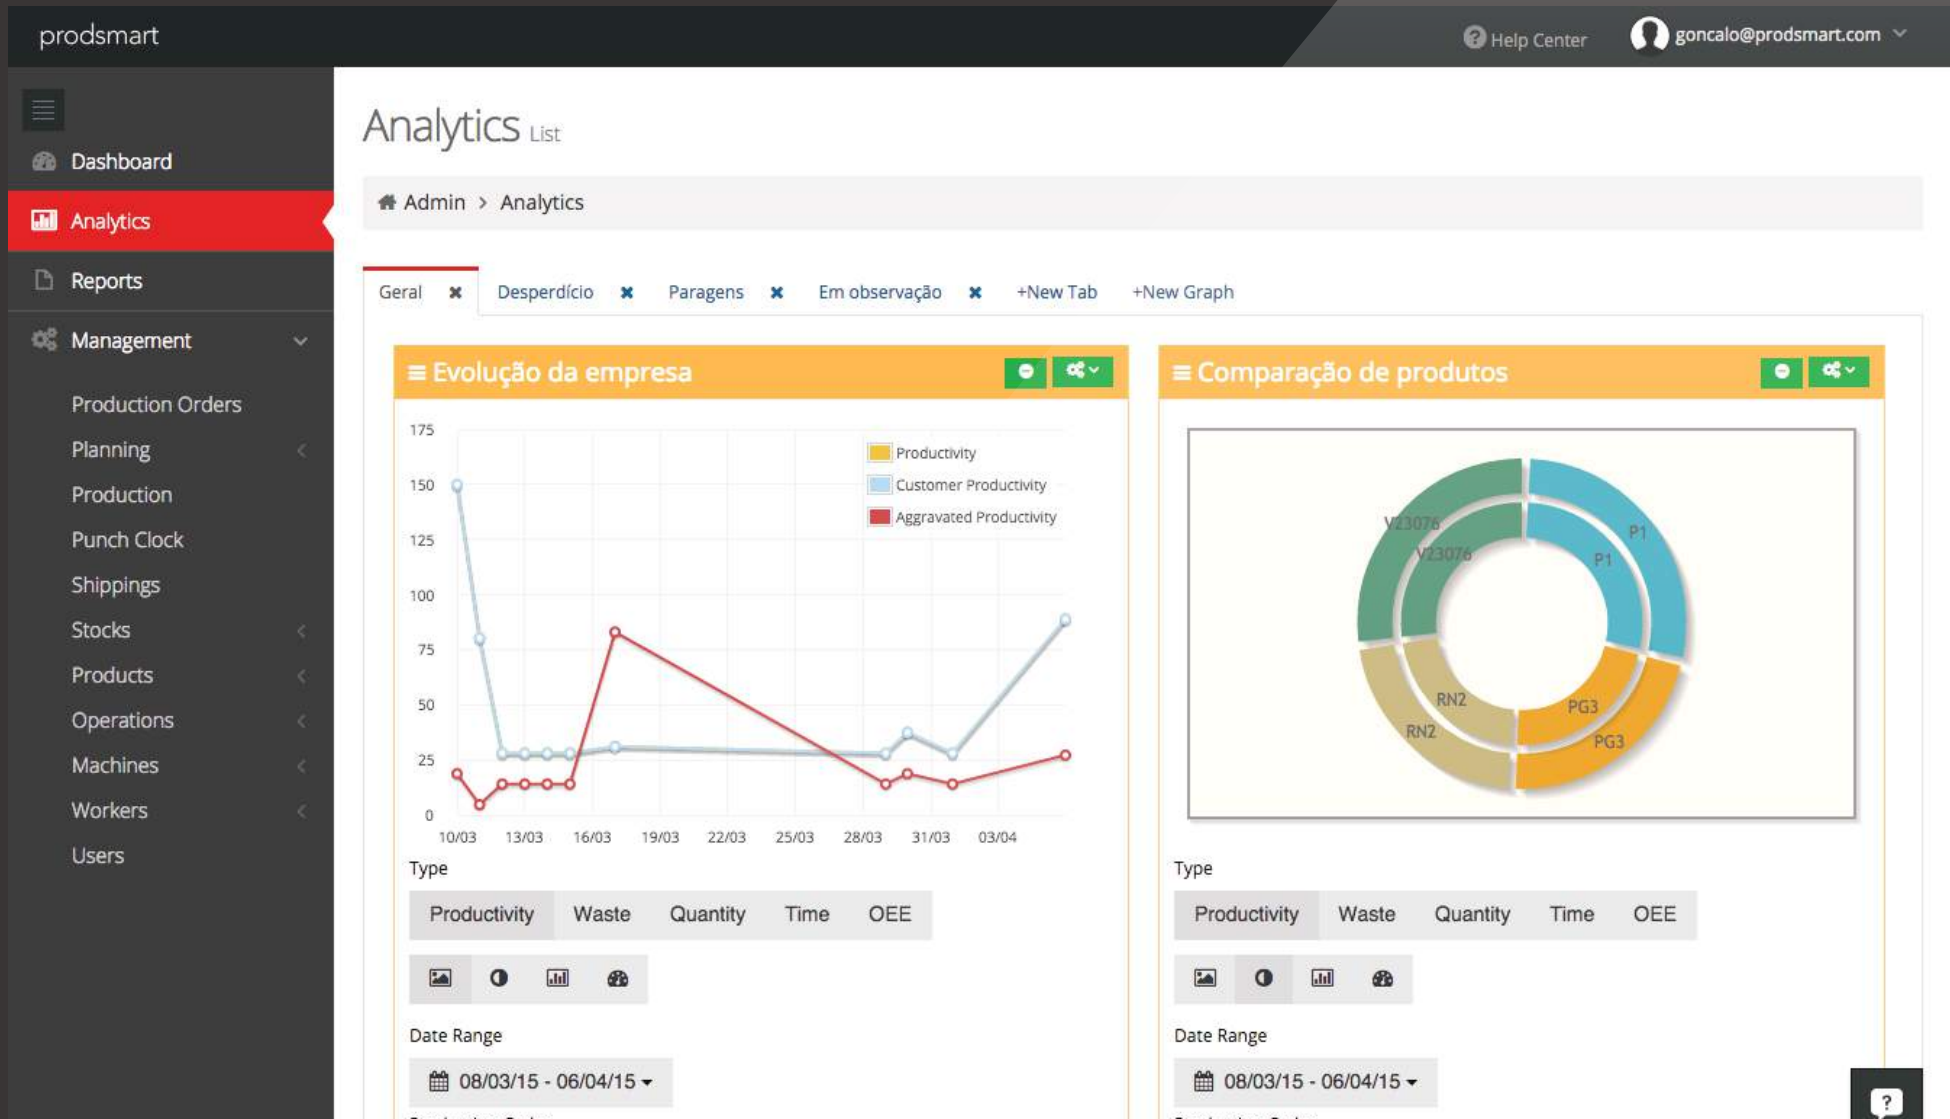 prodsmart
Help Center
goncalo@prodsmart.com
Dashboard
Analytics
Reports
Management
Production Orders
Planning
Production
Punch Clock
Shippings
Stocks
Products
Operations
Machines
Workers
Users
Analytics List
Admin > Analytics
Geral Desperdício Paragens Em observação +New Tab +New Graph
Evolução da empresa
175
150
125
100
75
50
25
0
Productivity
Customer Productivity
Aggravated Productivity
10/03 13/03 16/03 19/03 22/03 25/03 28/03 31/03 03/04
Type
Productivity Waste Quantity Time OEE
Date Range
08/03/15 - 06/04/15
Comparação de produtos
V23076
V23076
P1
P1
RN2
RN2
PG3
PG3
Type
Productivity Waste Quantity Time OEE
Date Range
08/03/15 - 06/04/15
?